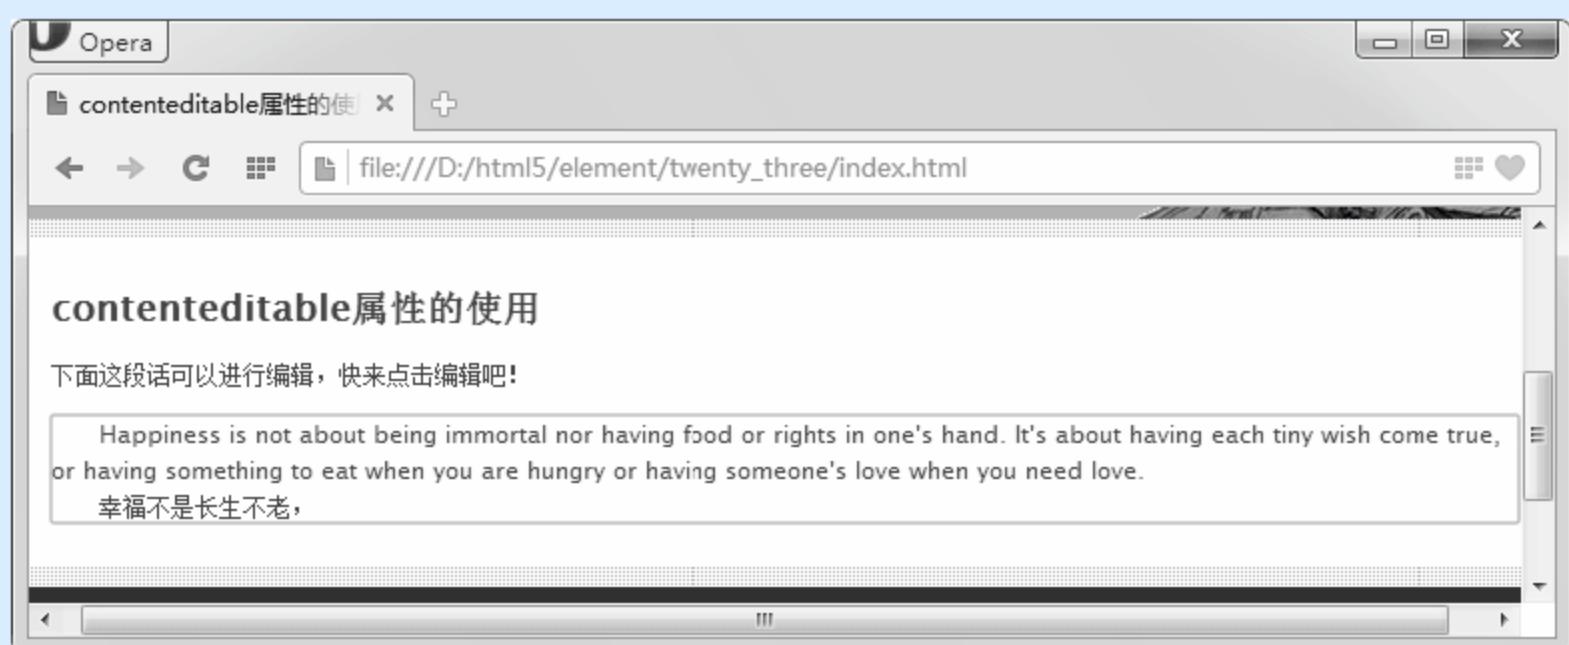 Opera
contenteditable属性的使
file:///D:/html5/element/twenty_three/index.html
contenteditable属性的使用
下面这段话可以进行编辑，快来点击编辑吧！
Happiness is not about being immortal nor having food or rights in one's hand. It's about having each tiny wish come true,
or having something to eat when you are hungry or having someone's love when you need love.
幸福不是长生不老，